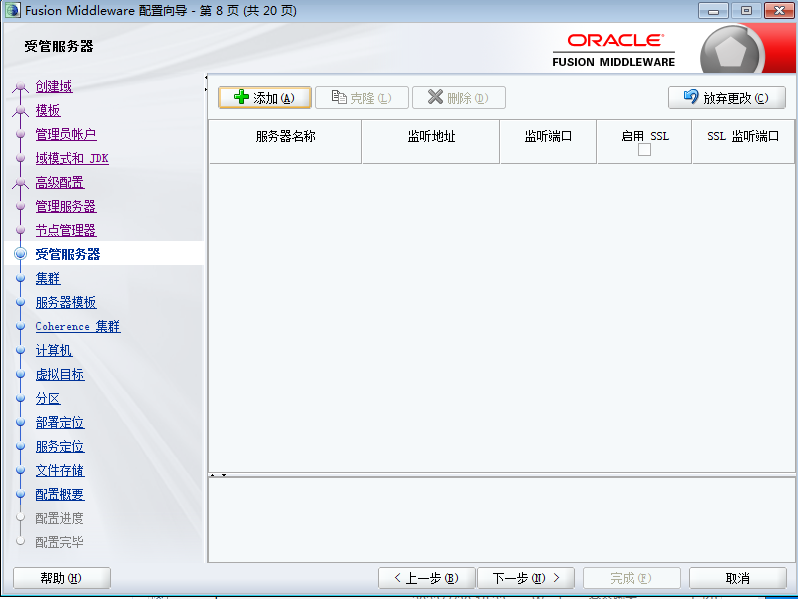 Fusion Middleware 配置向导 - 第 8 页 (共 20 页)
受管服务器
ORACLE
FUSION MIDDLEWARE
创建域
模板
管理员帐户
域模式和 JDK
高级配置
管理服务器
节点管理器
受管服务器
集群
服务器模板
Coherence 集群
计算机
虚拟目标
分区
部署定位
服务定位
文件存储
配置概要
配置进度
配置完毕
添加(A) 克隆(L) 删除(D) 放弃更改(C)
服务器名称 监听地址 监听端口 启用 SSL SSL 监听端口
帮助(H) < 上一步(B) 下一步(N) > 完成(F) 取消